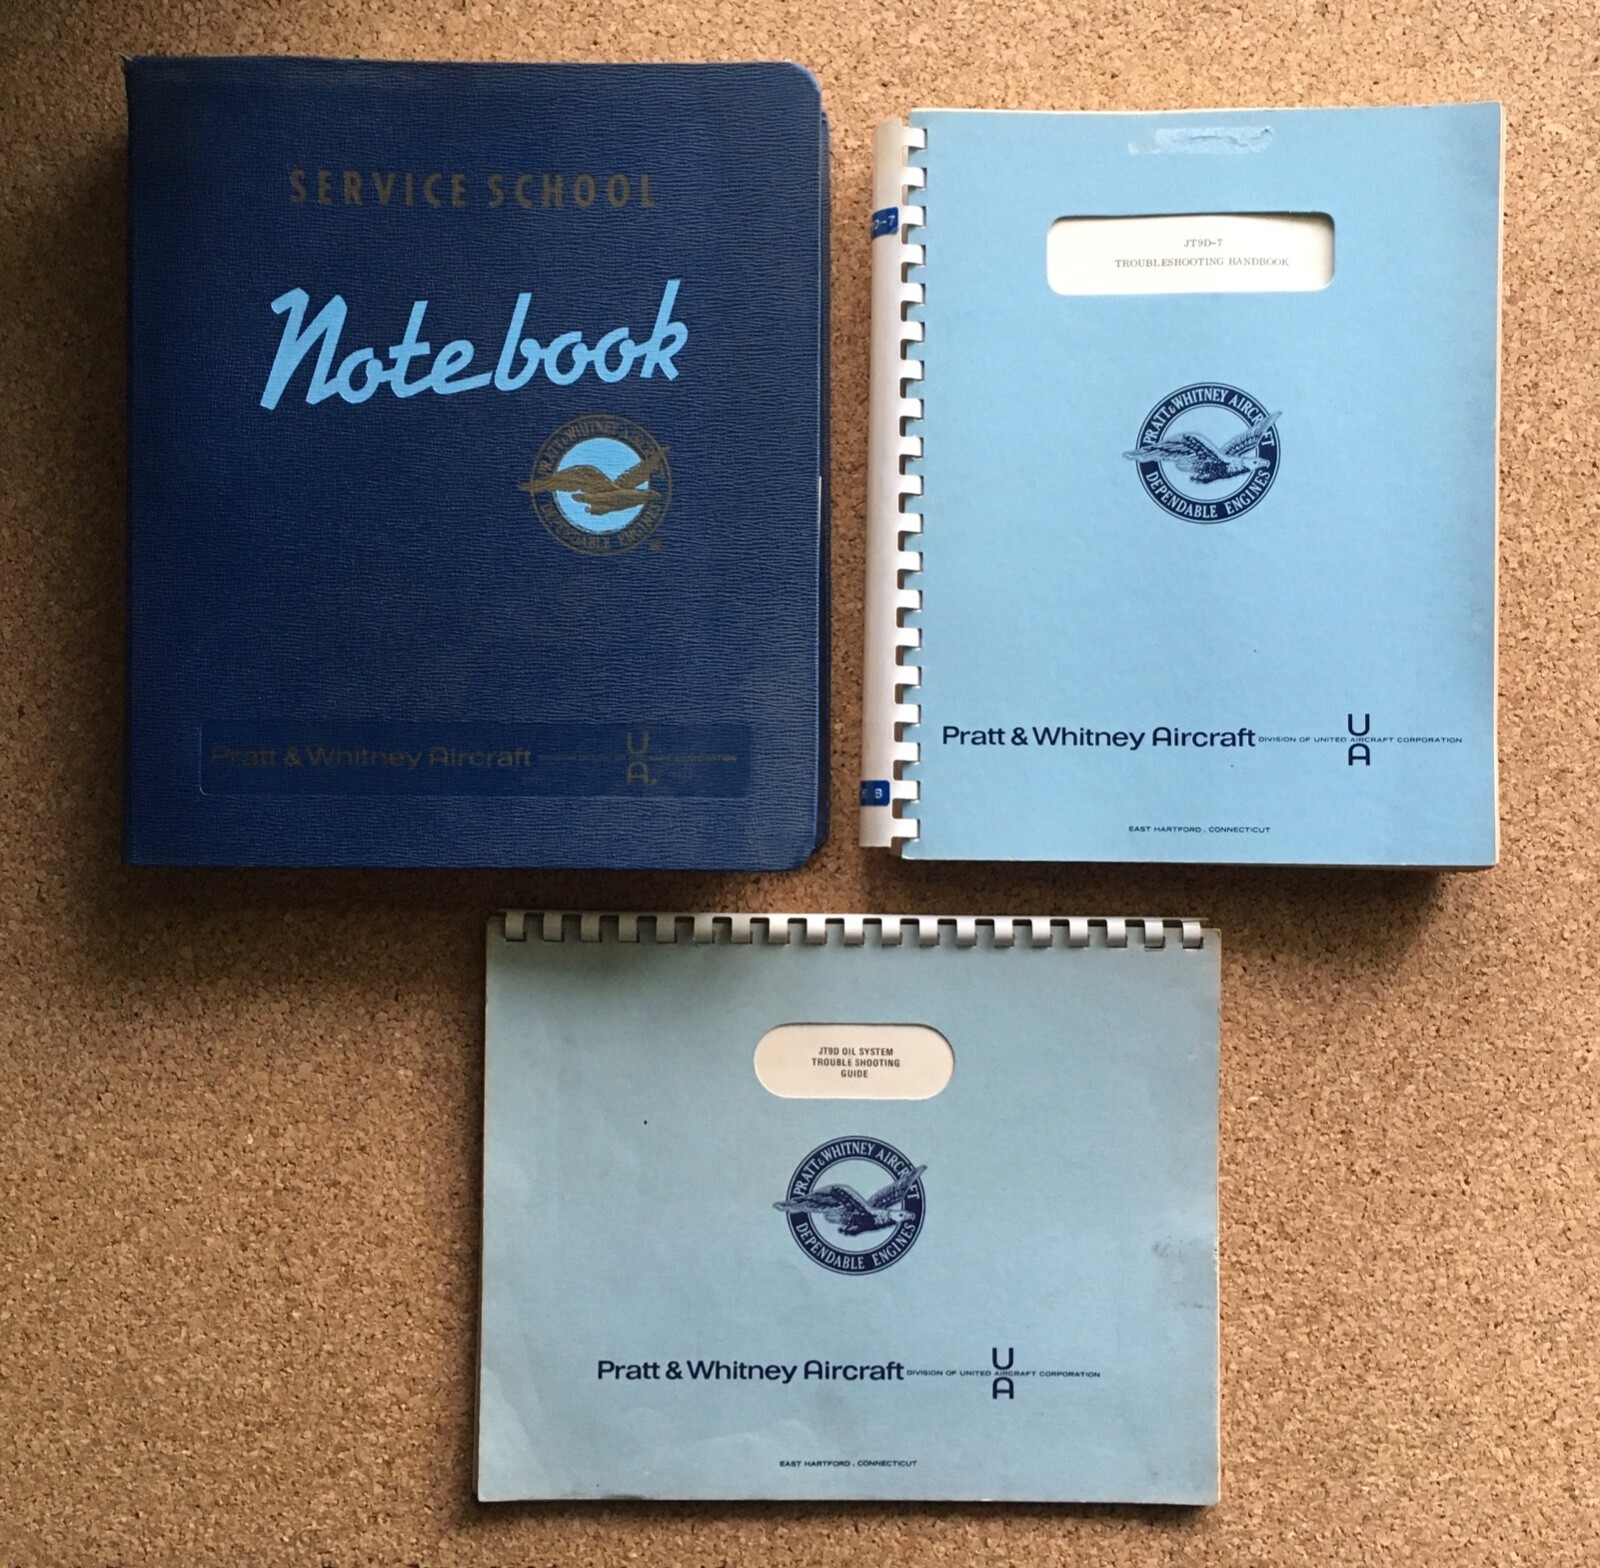 SERVICE SCHOOL
Notebook
PRATT & WHITNEY AIRCRAFT
DEPENDABLE ENGINES
Pratt & Whitney Aircraft
U
A
JT9D-7
TROUBLESHOOTING HANDBOOK
PRATT & WHITNEY AIRCRAFT
DEPENDABLE ENGINES
Pratt & Whitney Aircraft DIVISION OF UNITED AIRCRAFT CORPORATION
U
A
EAST HARTFORD, CONNECTICUT
-7
B
JT9D OIL SYSTEM
TROUBLE SHOOTING
GUIDE
PRATT & WHITNEY AIRCRAFT
DEPENDABLE ENGINES
Pratt & Whitney Aircraft DIVISION OF UNITED AIRCRAFT CORPORATION
U
A
EAST HARTFORD, CONNECTICUT